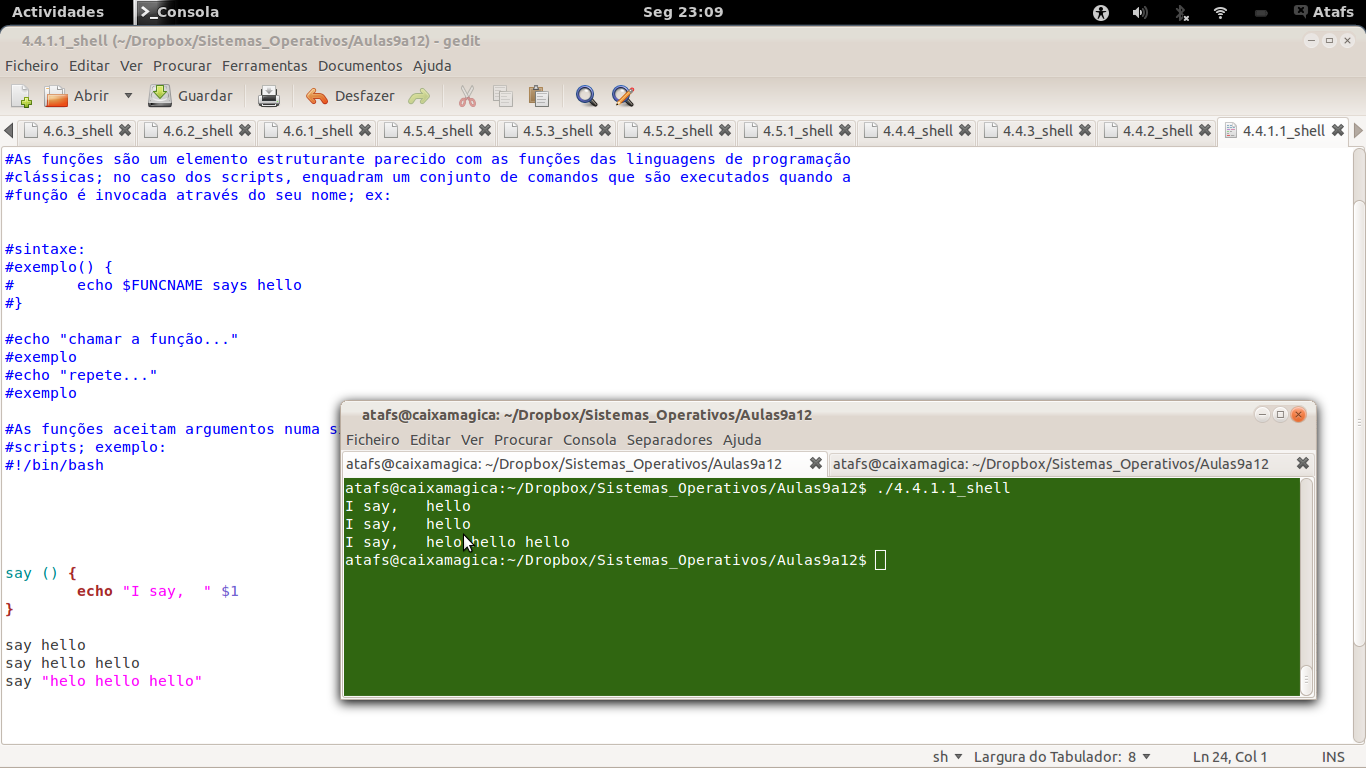 Actividades
Consola
Seg 23:09
Atafs
4.4.1.1_shell (~/Dropbox/Sistemas_Operativos/Aulas9a12) - gedit
Ficheiro Editar Ver Procurar Ferramentas Documentos Ajuda
Abrir Guardar Desfazer
4.6.3_shell 4.6.2_shell 4.6.1_shell 4.5.4_shell 4.5.3_shell 4.5.2_shell 4.5.1_shell 4.4.4_shell 4.4.3_shell 4.4.2_shell 4.4.1.1_shell
#As funções são um elemento estruturante parecido com as funções das linguagens de programação
#clássicas; no caso dos scripts, enquadram um conjunto de comandos que são executados quando a
#função é invocada através do seu nome; ex:
#sintaxe:
#exemplo() {
#       echo $FUNCNAME says hello
#}
#echo "chamar a função..."
#exemplo
#echo "repete..."
#exemplo
#As funções aceitam argumentos numa
#scripts; exemplo:
#!/bin/bash
say () {
        echo "I say,  " $1
}
say hello
say hello hello
say "helo hello hello"
atafs@caixamagica: ~/Dropbox/Sistemas_Operativos/Aulas9a12
Ficheiro Editar Ver Procurar Consola Separadores Ajuda
atafs@caixamagica: ~/Dropbox/Sistemas_Operativos/Aulas9a12 atafs@caixamagica: ~/Dropbox/Sistemas_Operativos/Aulas9a12
atafs@caixamagica:~/Dropbox/Sistemas_Operativos/Aulas9a12$ ./4.4.1.1_shell
I say,   hello
I say,   hello
I say,   helo hello hello
atafs@caixamagica:~/Dropbox/Sistemas_Operativos/Aulas9a12$
sh Largura do Tabulador: 8 Ln 24, Col 1 INS